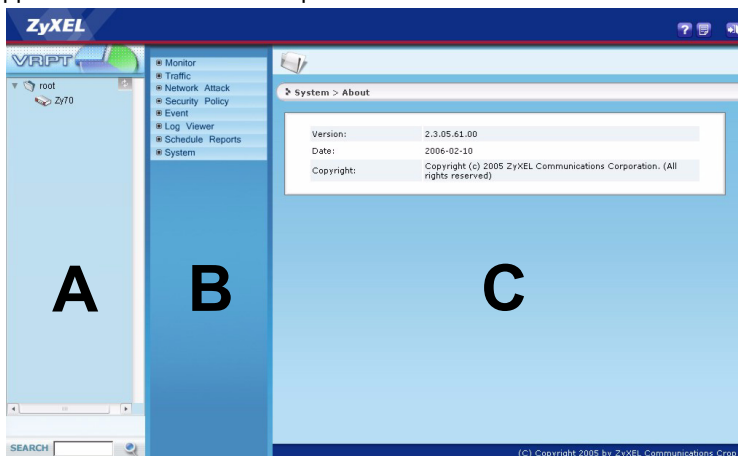 ZyXEL
VRPT
root
Zy70
A
SEARCH
Monitor
Traffic
Network Attack
Security Policy
Event
Log Viewer
Schedule Reports
System
B
System > About
Version: 2.3.05.61.00
Date: 2006-02-10
Copyright: Copyright (c) 2005 ZyXEL Communications Corporation. (All
rights reserved)
C
(C) Copyright 2005 by ZyXEL Communications Crop